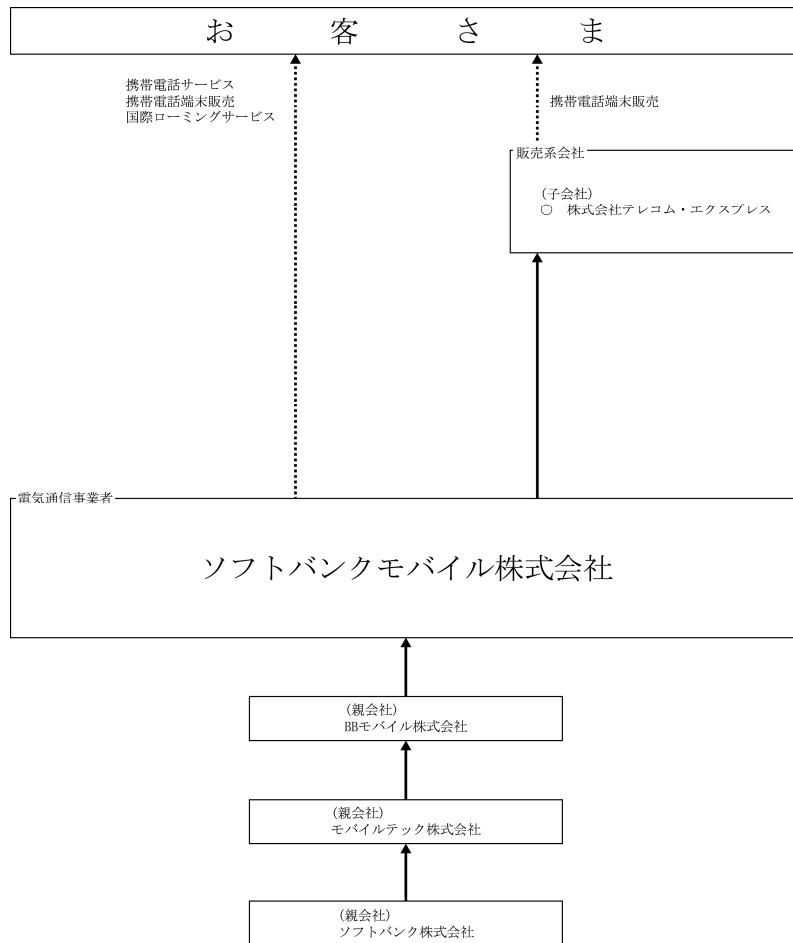 お客さま
携帯電話サービス
携帯電話端末販売
国際ローミングサービス
携帯電話端末販売
販売系会社
(子会社)
○ 株式会社テレコム・エクスプレス
電気通信事業者
ソフトバンクモバイル株式会社
(親会社)
BBモバイル株式会社
(親会社)
モバイルテック株式会社
(親会社)
ソフトバンク株式会社